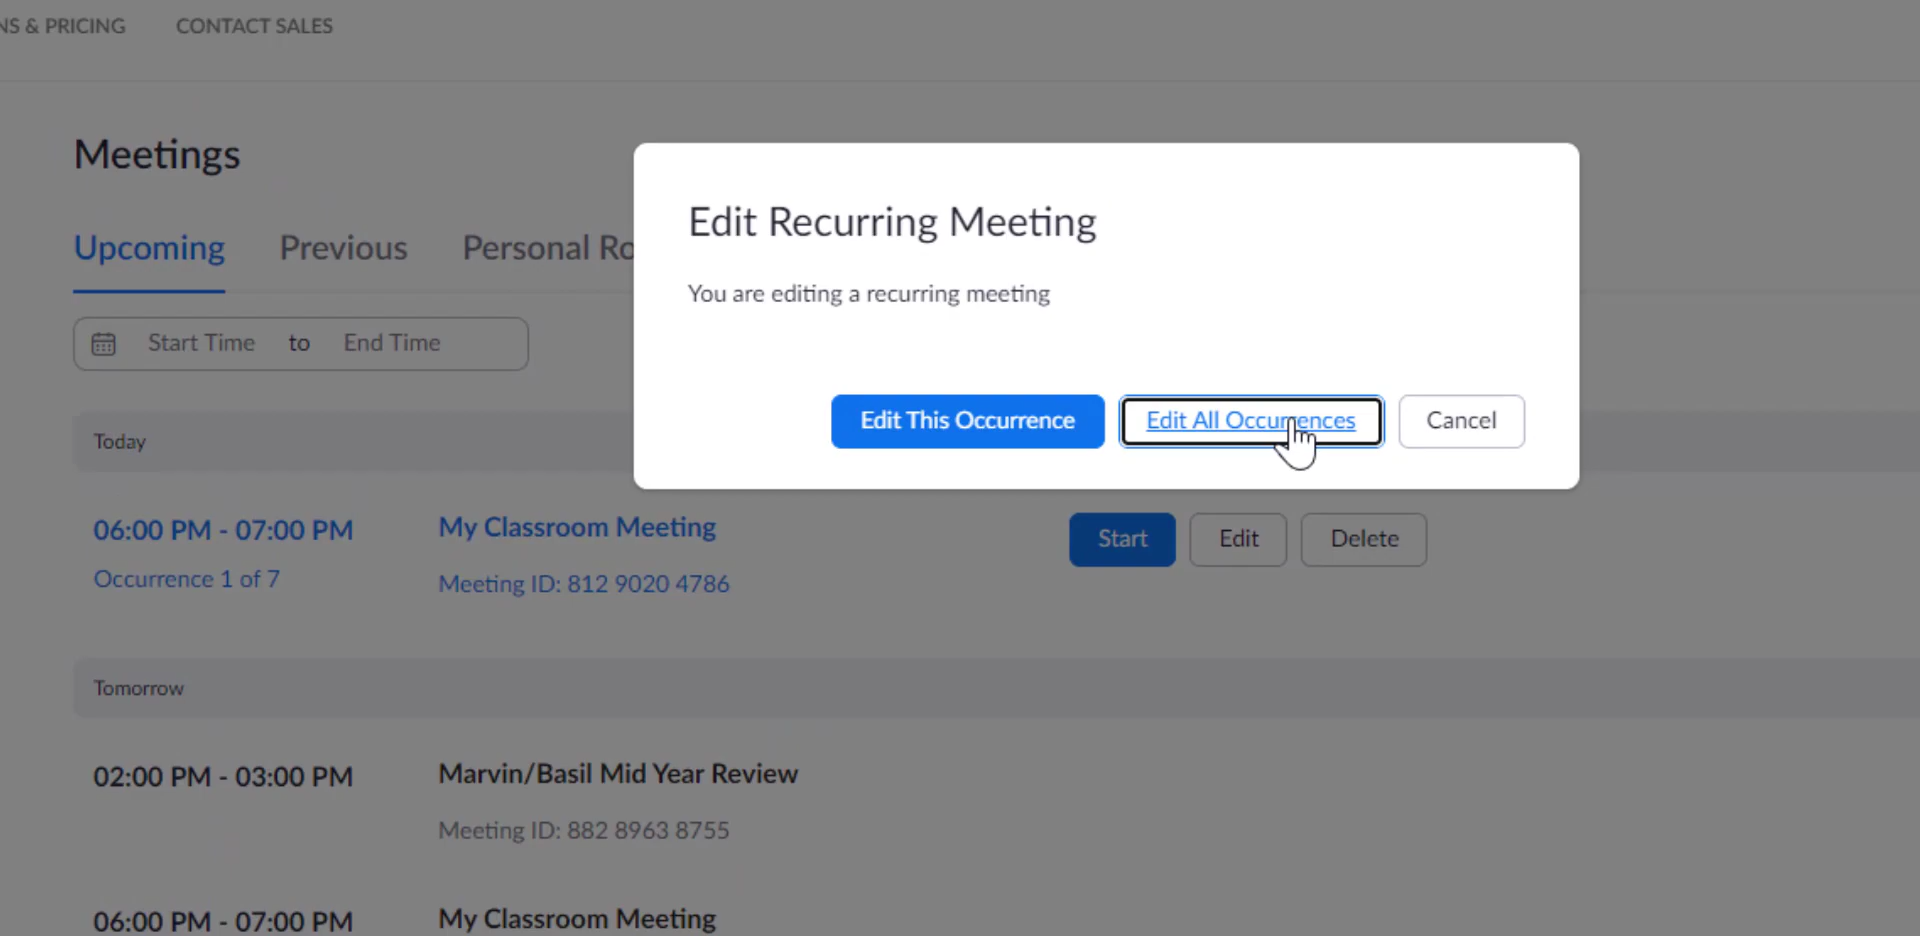 NS & PRICING CONTACT SALES
Meetings
Upcoming Previous Personal Ro
Start Time to End Time
Edit Recurring Meeting
You are editing a recurring meeting
Edit This Occurrence Edit All Occurrences Cancel
Today
06:00 PM - 07:00 PM My Classroom Meeting Start Edit Delete
Occurrence 1 of 7 Meeting ID: 812 9020 4786
Tomorrow
02:00 PM - 03:00 PM Marvin/Basil Mid Year Review
Meeting ID: 882 8963 8755
06:00 PM - 07:00 PM My Classroom Meeting